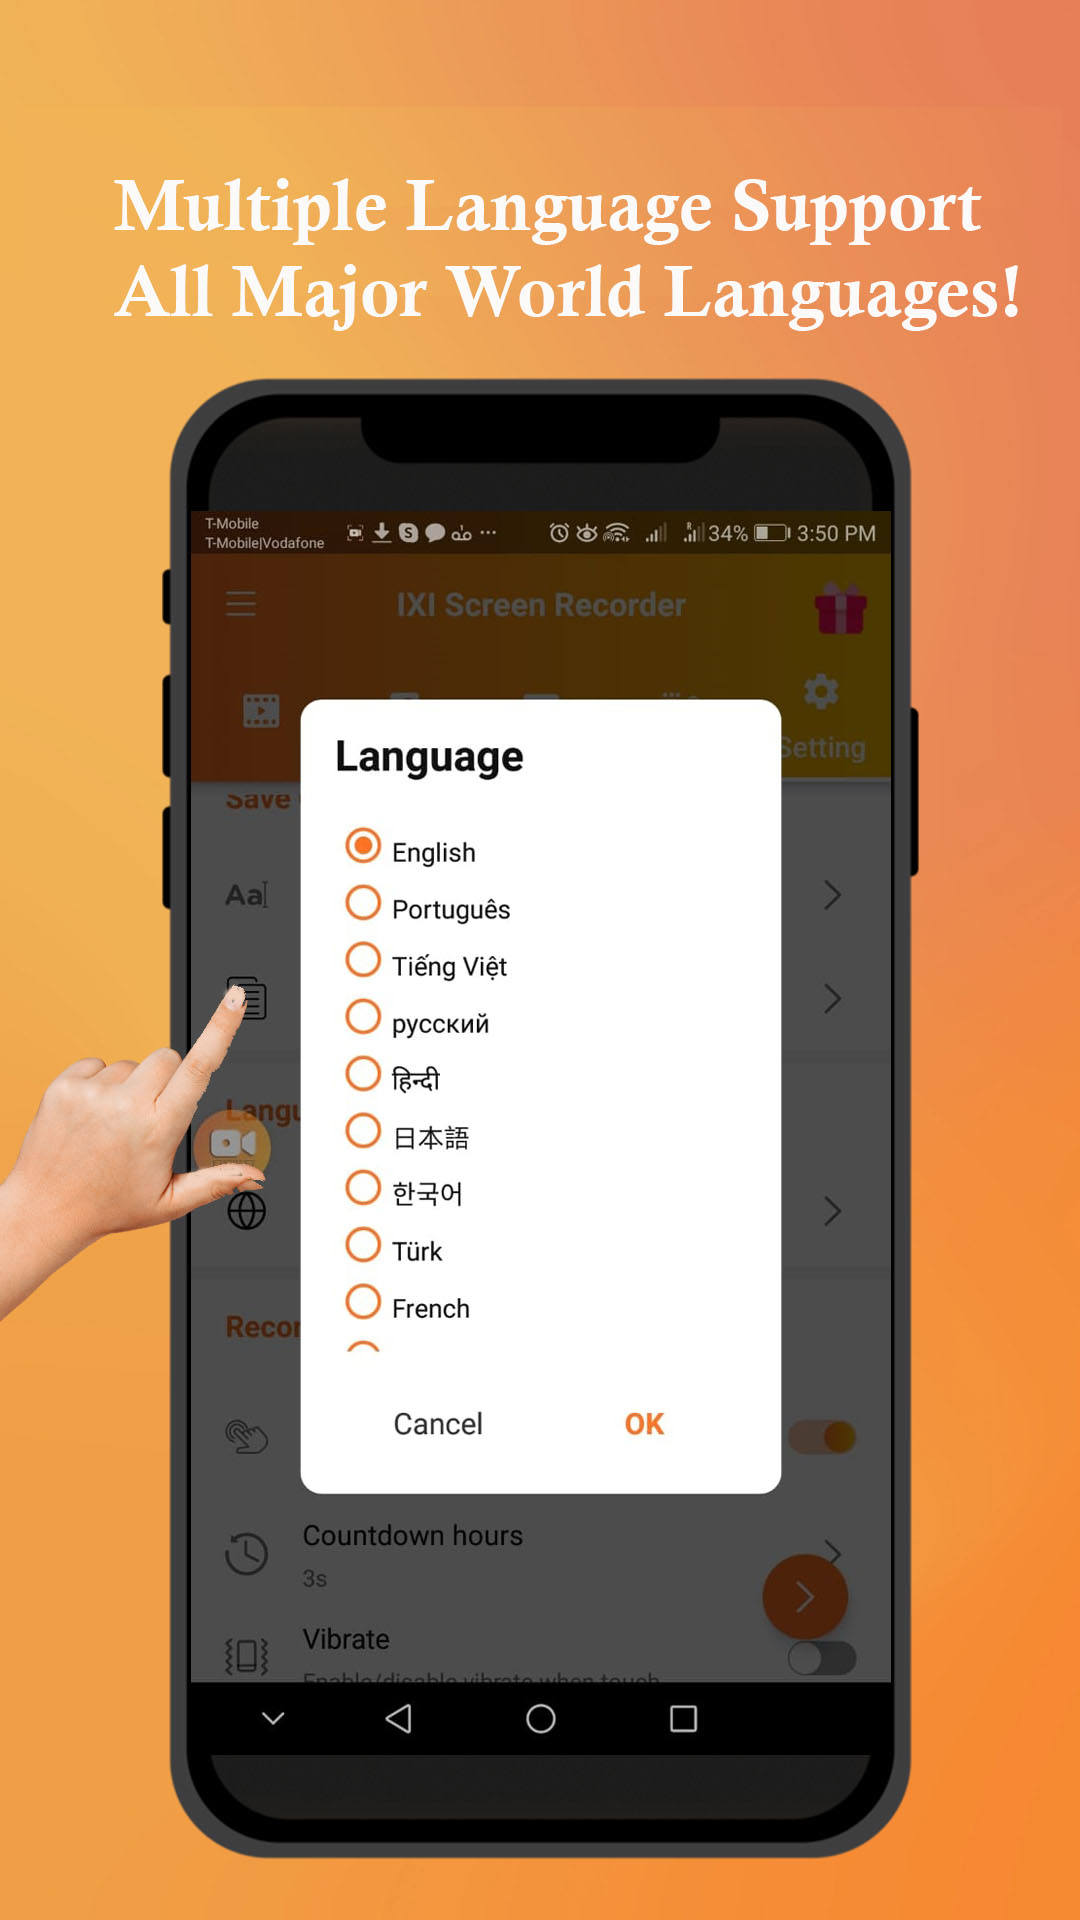 Multiple Language Support
All Major World Languages!
T-Mobile
T-Mobile|Vodafone
34% 3:50 PM
IXI Screen Recorder
Setting
Save
Language
English
Português
Tiếng Việt
русский
हिन्दी
日本語
한국어
Türk
French
Aa
Langu
Recor
Cancel
OK
Countdown hours
3s
Vibrate
Enable/disable vibrate when touch